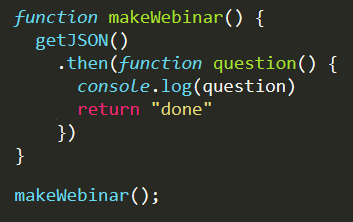 function makeWebinar() {
  getJSON()
    .then(function question() {
      console.log(question)
      return "done"
    })
}

makeWebinar();